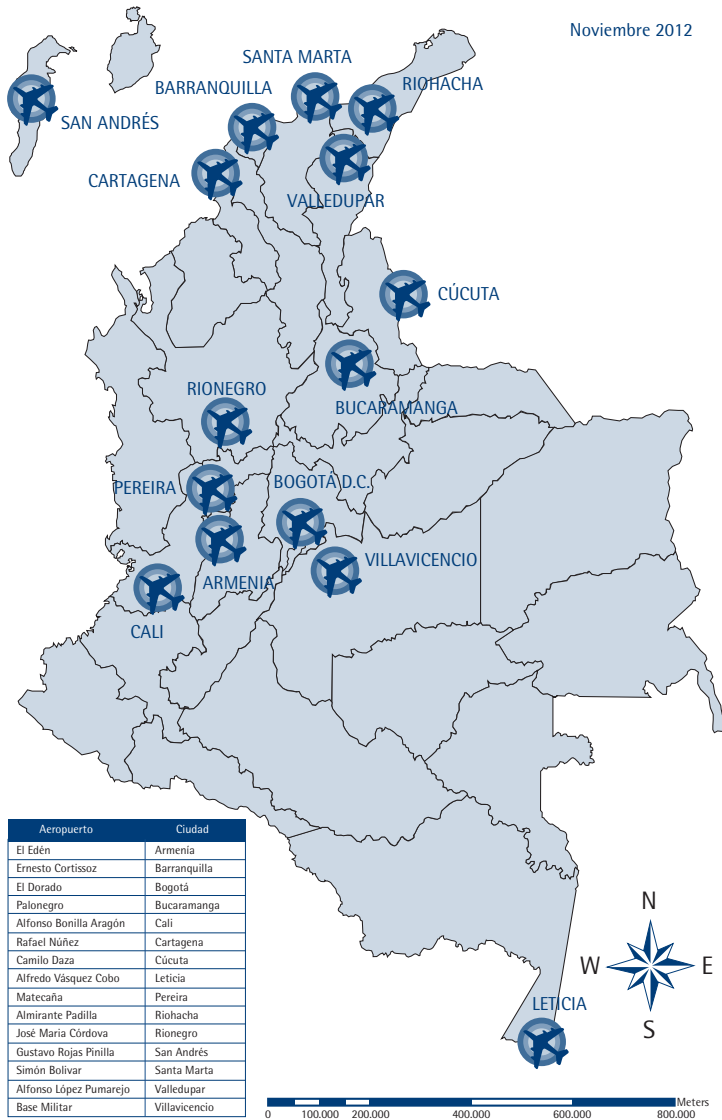 Noviembre 2012
SANTA MARTA
BARRANQUILLA
RIOHACHA
SAN ANDRÉS
CARTAGENA
VALLEDUPAR
CÚCUTA
RIONEGRO
BUCARAMANGA
PEREIRA
BOGOTÁ D.C.
VILLAVICENCIO
ARMENIA
CALI
Aeropuerto Ciudad
El Edén Armenía
Ernesto Cortissoz Barranquilla
El Dorado Bogotá
Palonegro Bucaramanga
Alfonso Bonilla Aragón Cali
Rafael Núñez Cartagena
Camilo Daza Cúcuta
Alfredo Vásquez Cobo Leticia
Matecaña Pereira
Almirante Padilla Riohacha
José Maria Córdova Rionegro
Gustavo Rojas Pinilla San Andrés
Simón Bolivar Santa Marta
Alfonso López Pumarejo Valledupar
Base Militar Villavicencio
N
W E
S
LETICIA
Meters
0 100.000 200.000 400.000 600.000 800.000